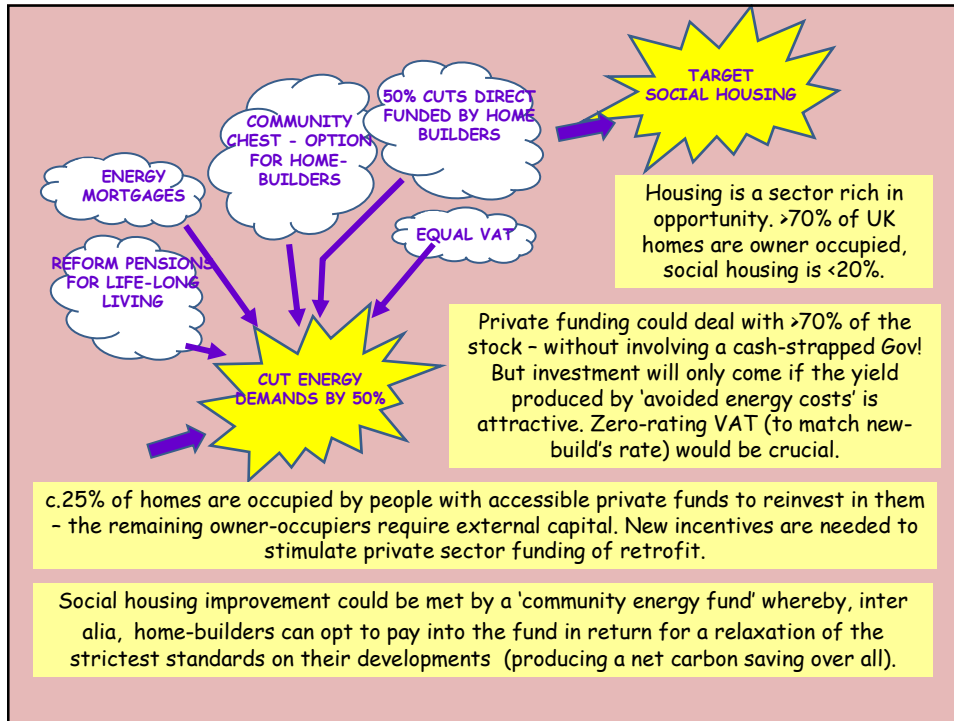 TARGET
SOCIAL HOUSING
50% CUTS DIRECT
FUNDED BY HOME
BUILDERS
COMMUNITY
CHEST - OPTION
FOR HOME-
BUILDERS
ENERGY
MORTGAGES
EQUAL VAT
REFORM PENSIONS
FOR LIFE-LONG
LIVING
CUT ENERGY
DEMANDS BY 50%
Housing is a sector rich in
opportunity. >70% of UK
homes are owner occupied,
social housing is <20%.
Private funding could deal with >70% of the
stock – without involving a cash-strapped Gov!
But investment will only come if the yield
produced by ‘avoided energy costs’ is
attractive. Zero-rating VAT (to match new-
build’s rate) would be crucial.
c.25% of homes are occupied by people with accessible private funds to reinvest in them
– the remaining owner-occupiers require external capital. New incentives are needed to
stimulate private sector funding of retrofit.
Social housing improvement could be met by a ‘community energy fund’ whereby, inter
alia, home-builders can opt to pay into the fund in return for a relaxation of the
strictest standards on their developments (producing a net carbon saving over all).